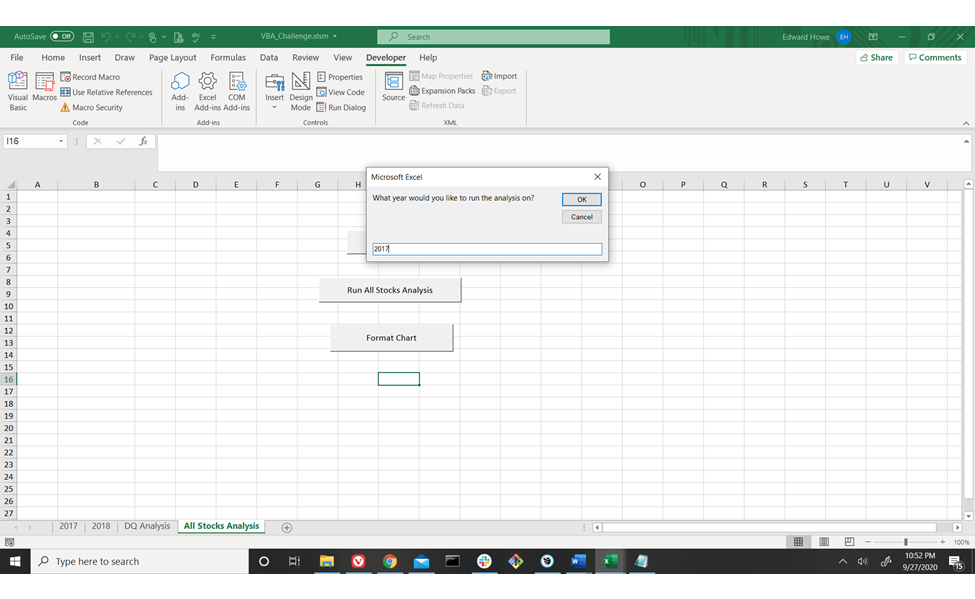 AutoSave Off VBA_Challenge.xlsm Search Edward Howe EH
File Home Insert Draw Page Layout Formulas Data Review View Developer Help Share Comments
Visual Basic
Macros
Record Macro
Use Relative References
Macro Security
Code
Add-ins
Excel Add-ins
COM Add-ins
Add-ins
Insert
Design Mode
Properties
View Code
Run Dialog
Controls
Source
Map Properties
Expansion Packs
Refresh Data
Import
Export
XML
I16 fx
Microsoft Excel
What year would you like to run the analysis on?
OK
Cancel
2017
A B C D E F G H O P Q R S T U V
1
2
3
4
5
6
7
8
9
10
11
12
13
14
15
16
17
18
19
20
21
22
23
24
25
26
27
Run All Stocks Analysis
Format Chart
2017 2018 DQ Analysis All Stocks Analysis
100%
Type here to search
10:52 PM
9/27/2020
15